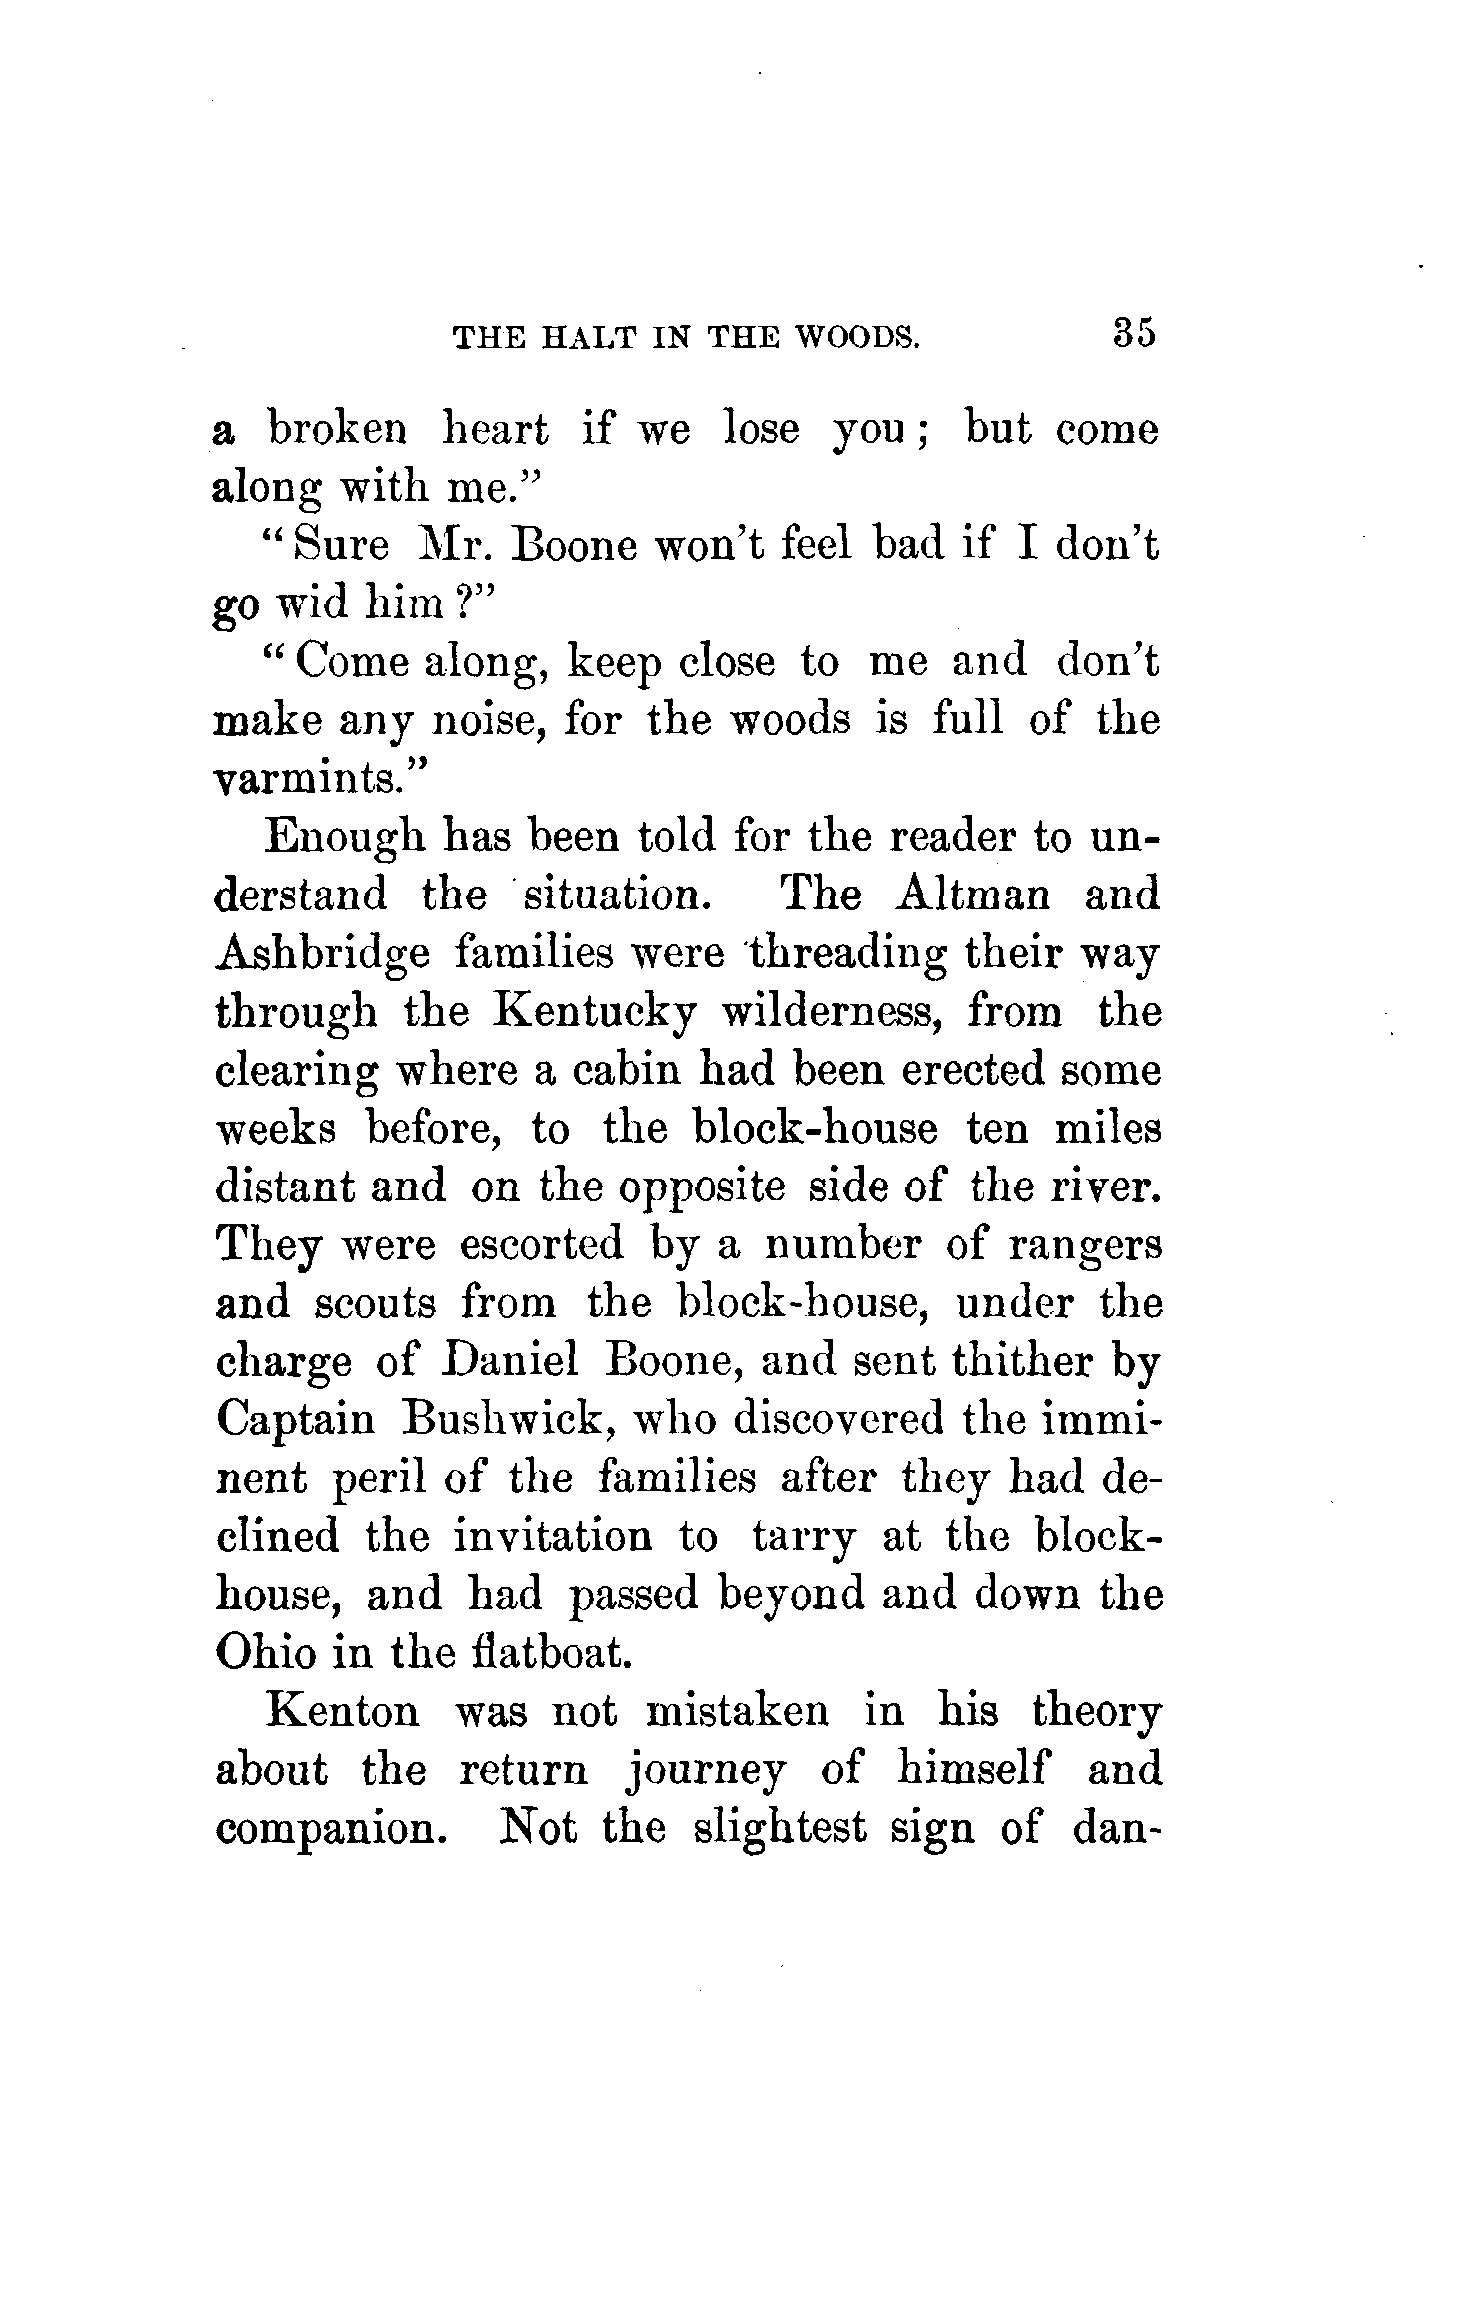 THE HALT IN THE WOODS. 35
a broken heart if we lose you; but come
along with me."
"Sure Mr. Boone won't feel bad if I don't
go wid him?"
"Come along, keep close to me and don't
make any noise, for the woods is full of the
varmints."
Enough has been told for the reader to un-
derstand the situation. The Altman and
Ashbridge families were threading their way
through the Kentucky wilderness, from the
clearing where a cabin had been erected some
weeks before, to the block-house ten miles
distant and on the opposite side of the river.
They were escorted by a number of rangers
and scouts from the block-house, under the
charge of Daniel Boone, and sent thither by
Captain Bushwick, who discovered the immi-
nent peril of the families after they had de-
clined the invitation to tarry at the block-
house, and had passed beyond and down the
Ohio in the flatboat.
Kenton was not mistaken in his theory
about the return journey of himself and
companion. Not the slightest sign of dan-